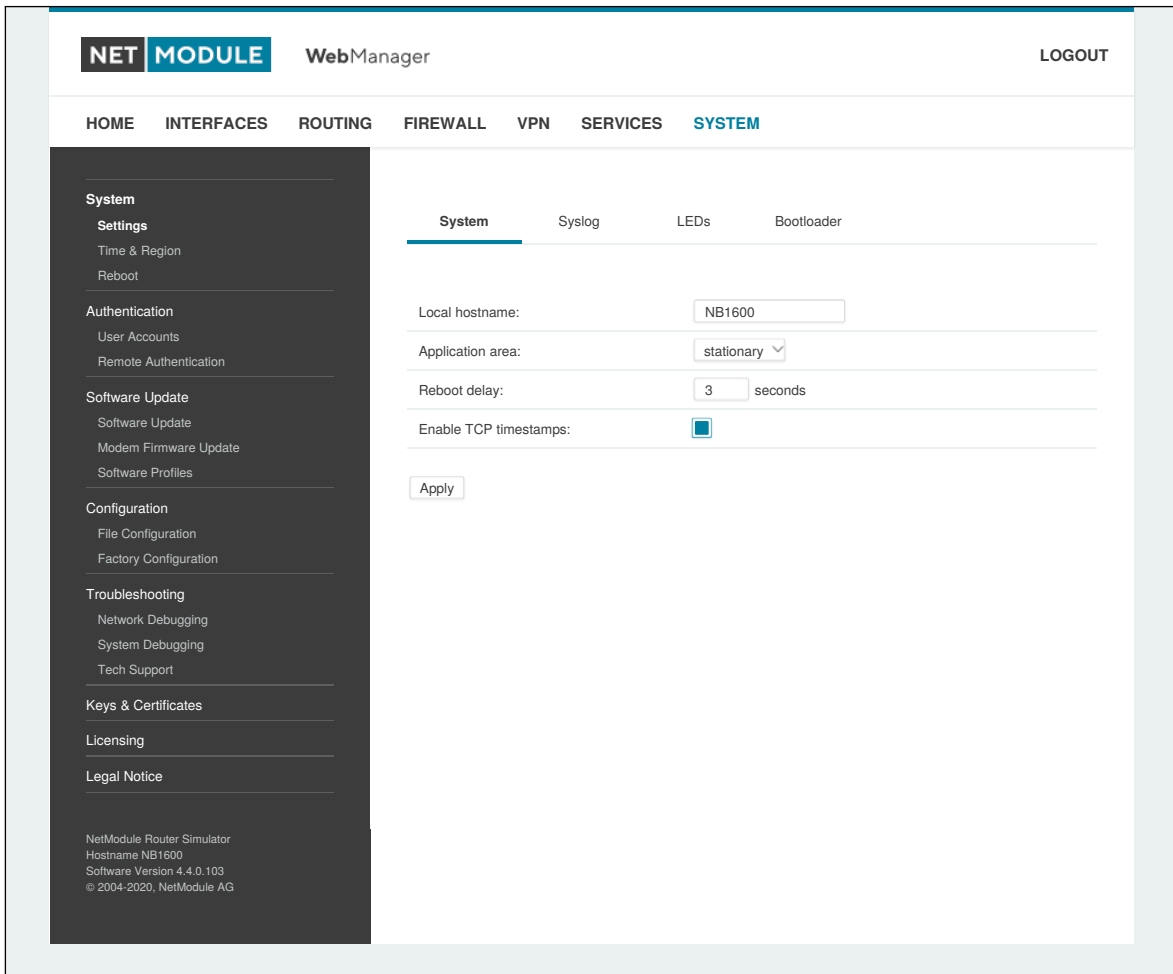 NET MODULE WebManager LOGOUT
HOME INTERFACES ROUTING FIREWALL VPN SERVICES SYSTEM
System
Settings
Time & Region
Reboot
Authentication
User Accounts
Remote Authentication
Software Update
Software Update
Modem Firmware Update
Software Profiles
Configuration
File Configuration
Factory Configuration
Troubleshooting
Network Debugging
System Debugging
Tech Support
Keys & Certificates
Licensing
Legal Notice
NetModule Router Simulator
Hostname NB1600
Software Version 4.4.0.103
© 2004-2020, NetModule AG
System Syslog LEDs Bootloader
Local hostname: NB1600
Application area: stationary
Reboot delay: 3 seconds
Enable TCP timestamps:
Apply